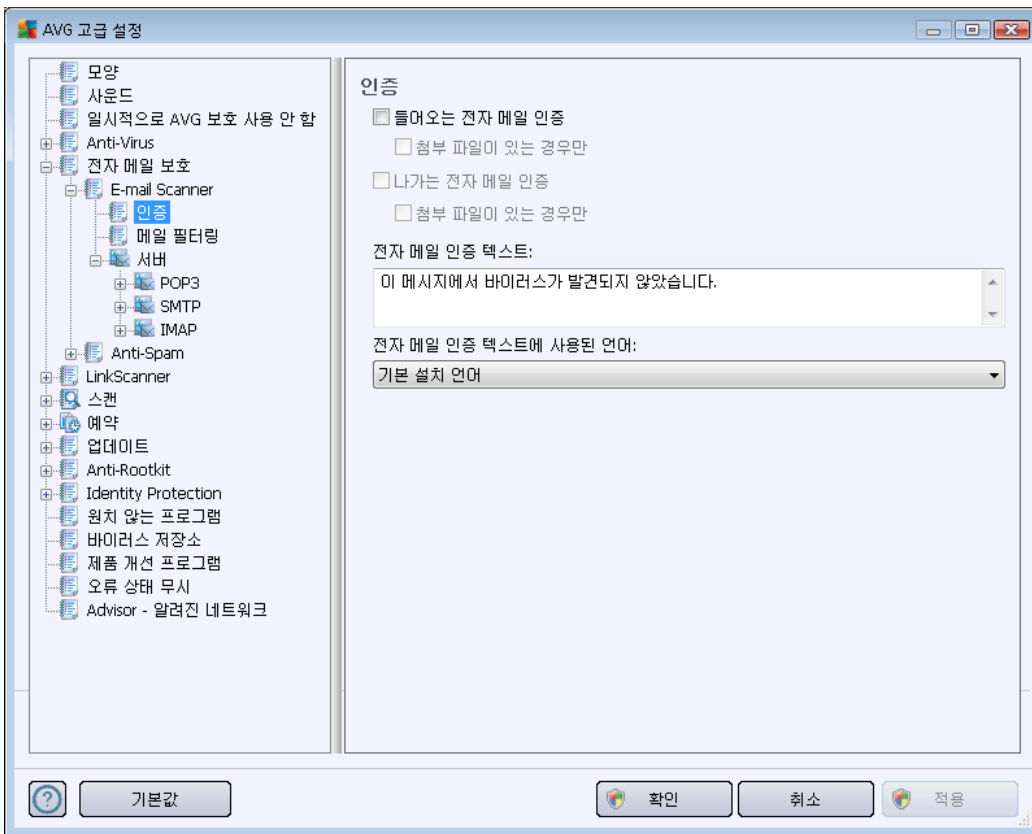 AVG 고급 설정
모양
사운드
일시적으로 AVG 보호 사용 안 함
Anti-Virus
전자 메일 보호
E-mail Scanner
인증
메일 필터링
서버
POP3
SMTP
IMAP
Anti-Spam
LinkScanner
스캔
예약
업데이트
Anti-Rootkit
Identity Protection
원치 않는 프로그램
바이러스 저장소
제품 개선 프로그램
오류 상태 무시
Advisor - 알려진 네트워크
인증
들어오는 전자 메일 인증
첨부 파일이 있는 경우만
나가는 전자 메일 인증
첨부 파일이 있는 경우만
전자 메일 인증 텍스트:
이 메시지에서 바이러스가 발견되지 않았습니다.
전자 메일 인증 텍스트에 사용된 언어:
기본 설치 언어
기본값
확인
취소
적용